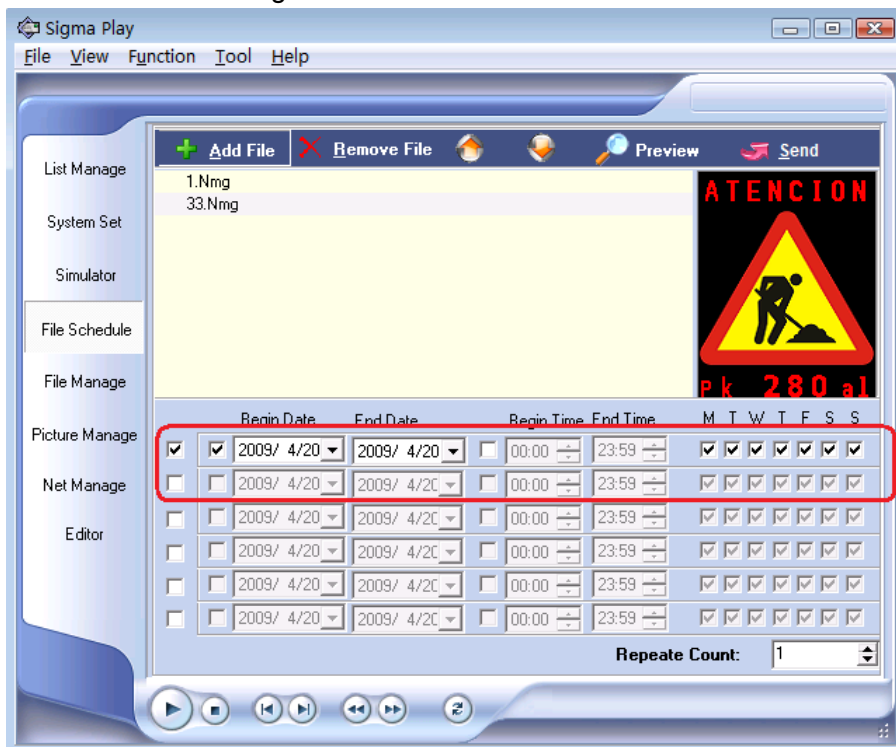 Sigma Play
File View Function Tool Help
Add File Remove File Preview Send
List Manage
System Set
Simulator
File Schedule
File Manage
Picture Manage
Net Manage
Editor
1.Nmg
33.Nmg
ATENCION
Pk 280 al
Begin Date End Date Begin Time End Time M T W T F S S
2009/ 4/20 2009/ 4/20 00:00 23:59
2009/ 4/20 2009/ 4/20 00:00 23:59
2009/ 4/20 2009/ 4/20 00:00 23:59
2009/ 4/20 2009/ 4/20 00:00 23:59
2009/ 4/20 2009/ 4/20 00:00 23:59
2009/ 4/20 2009/ 4/20 00:00 23:59
Repeate Count: 1